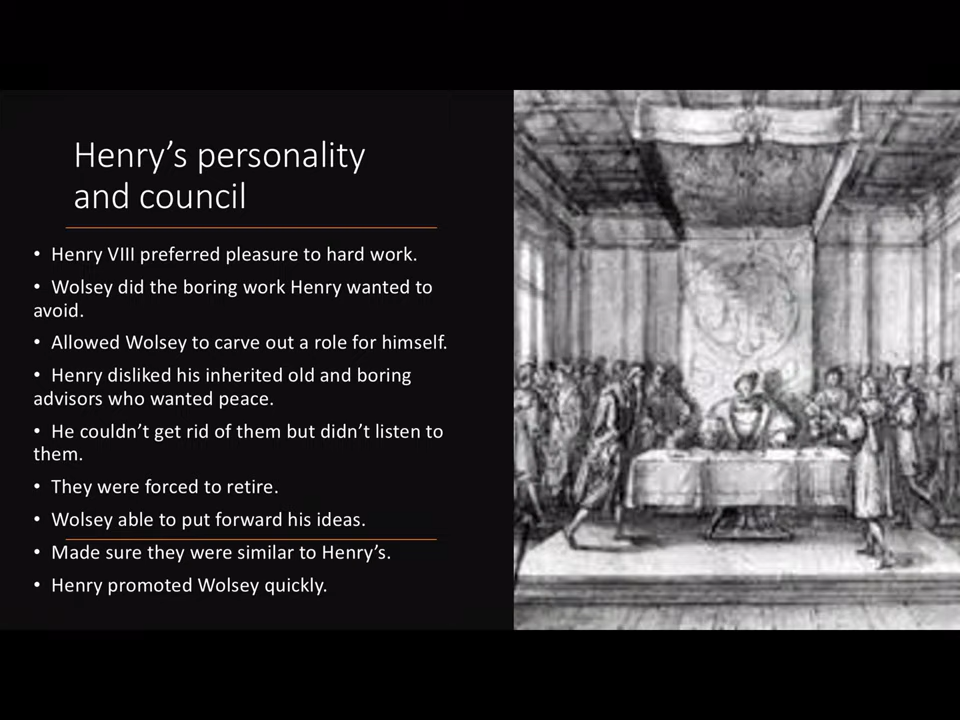 Henry’s personality
and council
• Henry VIII preferred pleasure to hard work.
• Wolsey did the boring work Henry wanted to
avoid.
• Allowed Wolsey to carve out a role for himself.
• Henry disliked his inherited old and boring
advisors who wanted peace.
• He couldn’t get rid of them but didn’t listen to
them.
• They were forced to retire.
• Wolsey able to put forward his ideas.
• Made sure they were similar to Henry’s.
• Henry promoted Wolsey quickly.